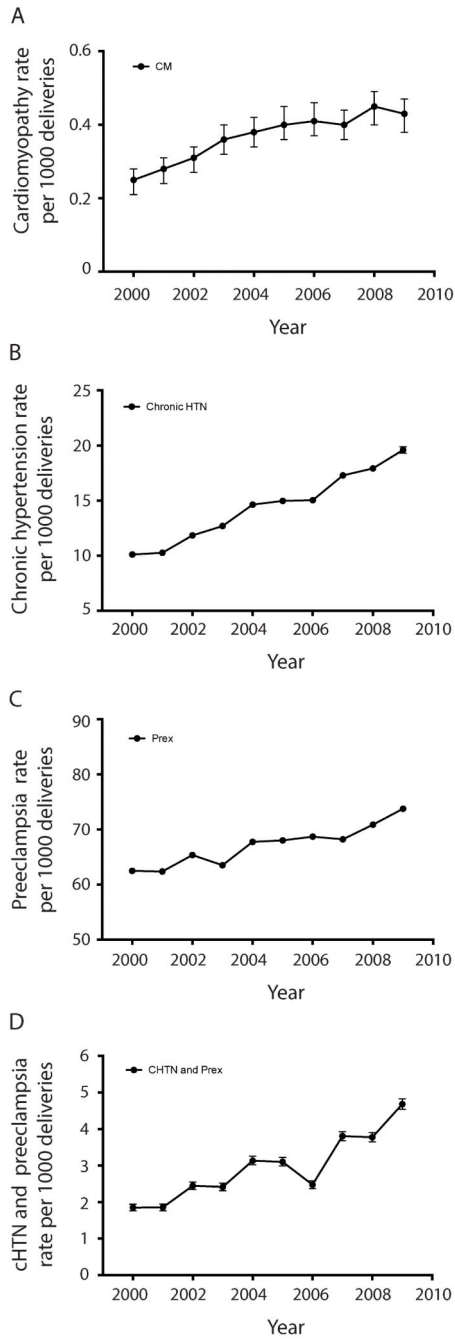 A
Cardiomyopathy rate
per 1000 deliveries
0.6
0.4
0.2
0
CM
2000 2002 2004 2006 2008 2010
Year
B
Chronic hypertension rate
per 1000 deliveries
25
20
15
10
5
Chronic HTN
2000 2002 2004 2006 2008 2010
Year
C
Preeclampsia rate
per 1000 deliveries
90
80
70
60
50
Prex
2000 2002 2004 2006 2008 2010
Year
D
cHTN and preeclampsia
rate per 1000 deliveries
6
5
4
3
2
1
0
CHTN and Prex
2000 2002 2004 2006 2008 2010
Year